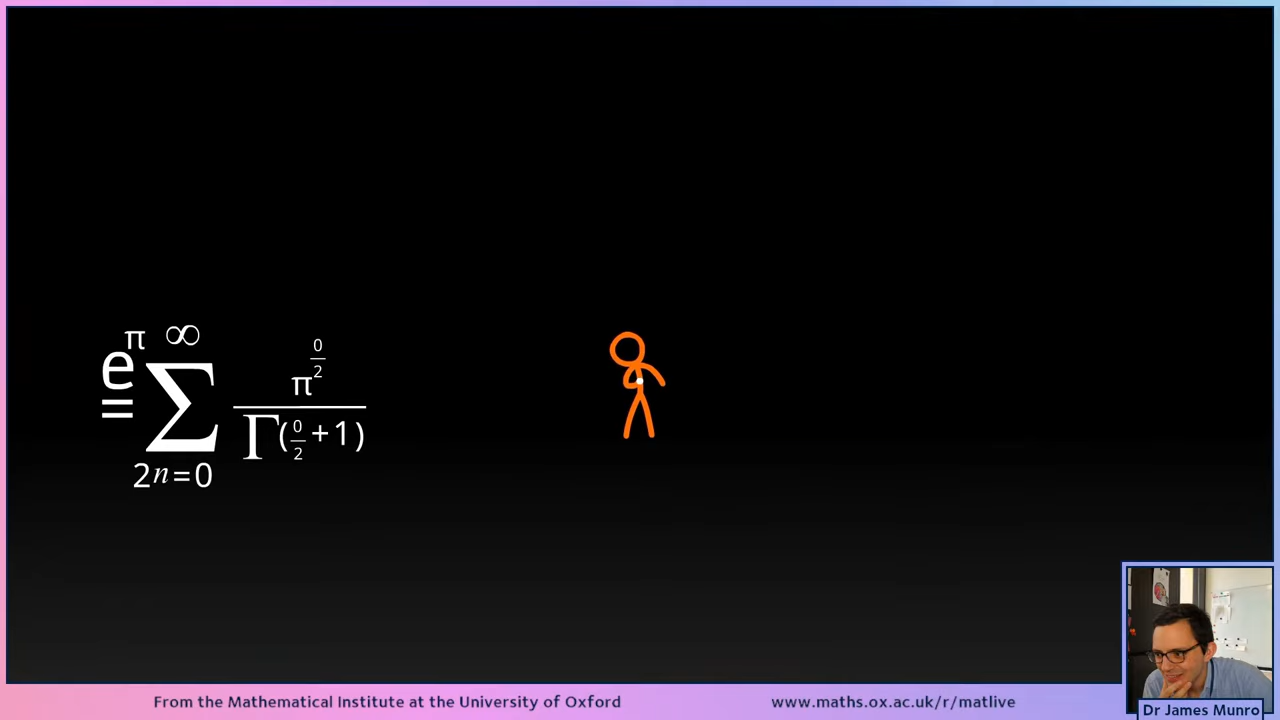 e^π = ∑_{2n=0}^{∞} π^{0/2} / Γ(0/2+1)
From the Mathematical Institute at the University of Oxford
www.maths.ox.ac.uk/r/matlive
Dr James Munro